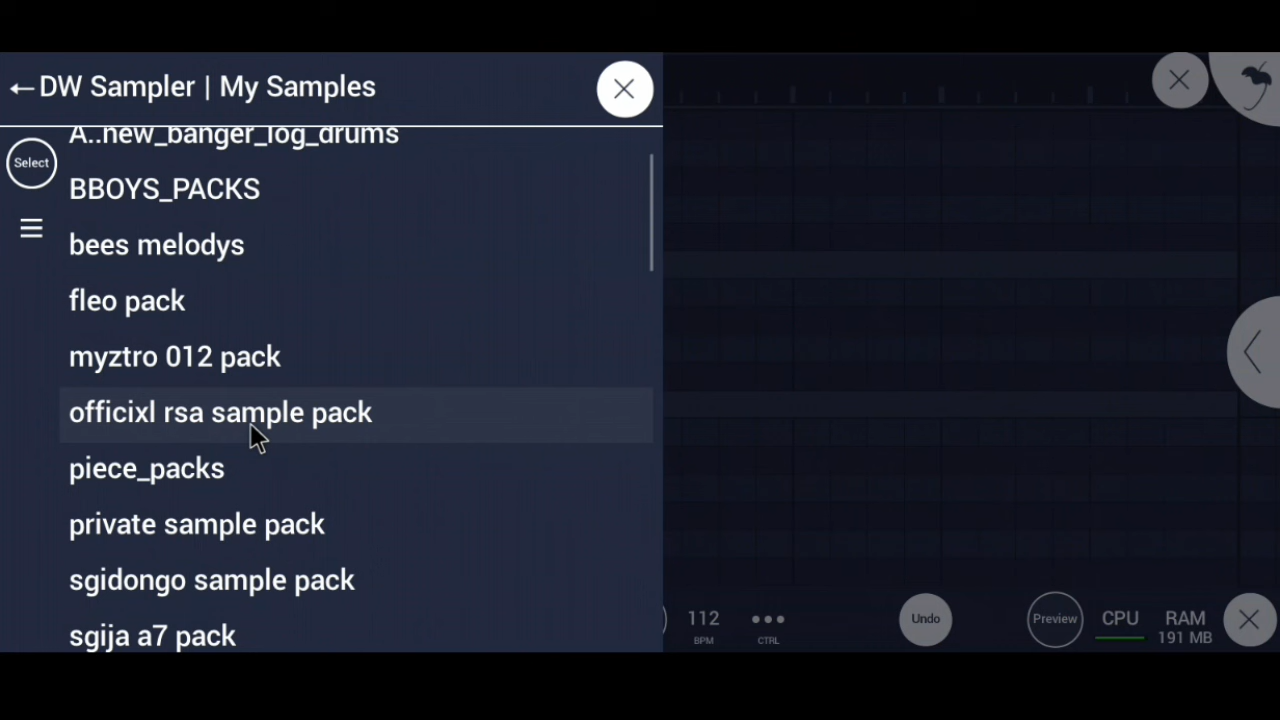 DW Sampler | My Samples
A..new_banger_log_drums
Select
BBOYS_PACKS
bees melodys
fleo pack
myztro 012 pack
officixl rsa sample pack
piece_packs
private sample pack
sgidongo sample pack
sgija a7 pack
112
BPM
CTRL
Undo
Preview
CPU
RAM
191 MB